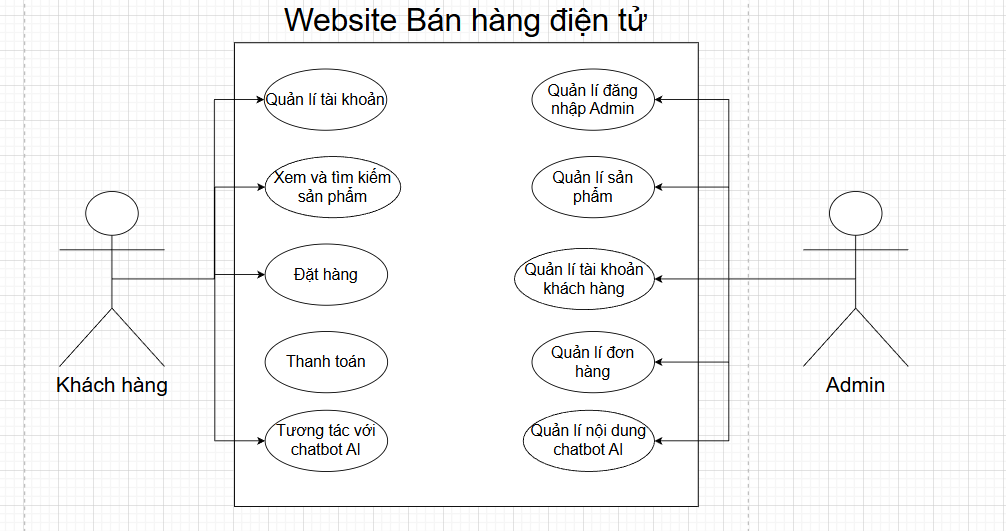 Website Bán hàng điện tử
Quản lí tài khoản
Xem và tìm kiếm
sản phẩm
Đặt hàng
Thanh toán
Tương tác với
chatbot AI
Quản lí đăng
nhập Admin
Quản lí sản
phẩm
Quản lí tài khoản
khách hàng
Quản lí đơn
hàng
Quản lí nội dung
chatbot AI
Khách hàng
Admin